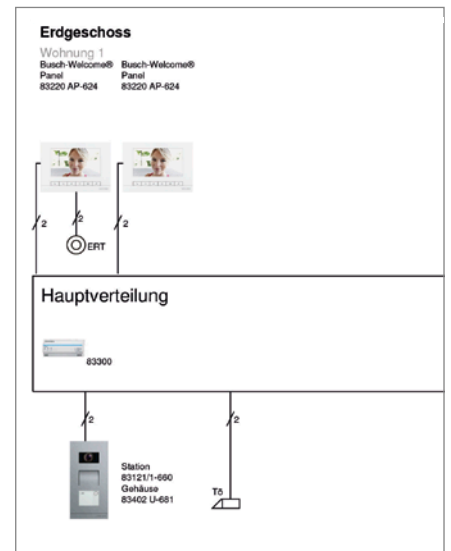 Erdgeschoss
Wohnung 1
Busch-Welcome® Busch-Welcome®
Panel Panel
83220 AP-624 83220 AP-624
2
2
2
ERT
Hauptverteilung
83300
2
2
Station
83121/1-660
Gehäuse
83402 U-681
Tö